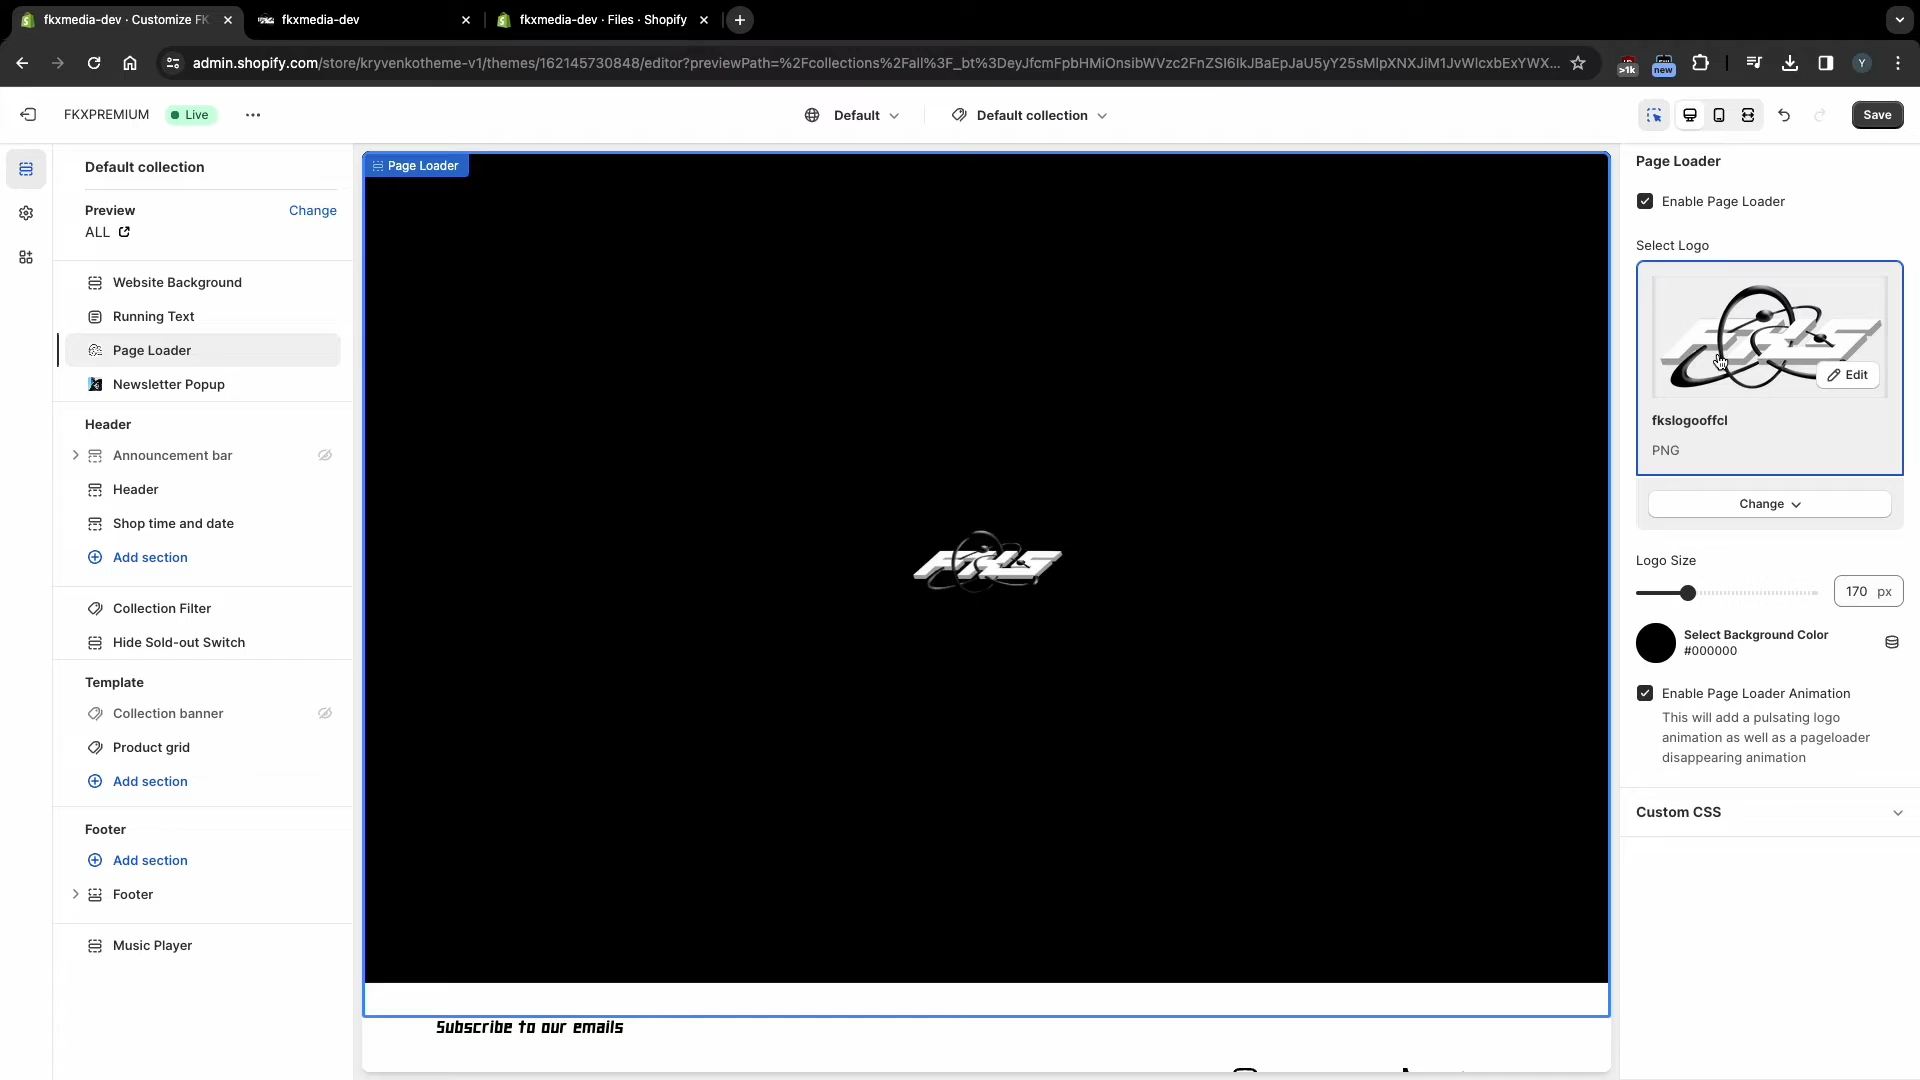 fkxmedia-dev · Customize FK
fkxmedia-dev
fkxmedia-dev · Files · Shopify
admin.shopify.com/store/kryvenkotheme-v1/themes/162145730848/editor?previewPath=%2Fcollections%2Fall%3F_bt%3DeyJfcmFpbHMiOnsibWVzc2FnZSI6IkJBaEpJaU5yY25sMlpXNXJiM1JvWlcxbExYWX...
>1k
new
Y
FKXPREMIUM
Live
Default
Default collection
Save
Default collection
Preview
Change
ALL
Website Background
Running Text
Page Loader
Newsletter Popup
Header
Announcement bar
Header
Shop time and date
Add section
Collection Filter
Hide Sold-out Switch
Template
Collection banner
Product grid
Add section
Footer
Add section
Footer
Music Player
Page Loader
FKS
Subscribe to our emails
Page Loader
Enable Page Loader
Select Logo
FKS
Edit
fkslogooffcl
PNG
Change
Logo Size
170 px
Select Background Color
#000000
Enable Page Loader Animation
This will add a pulsating logo
animation as well as a pageloader
disappearing animation
Custom CSS